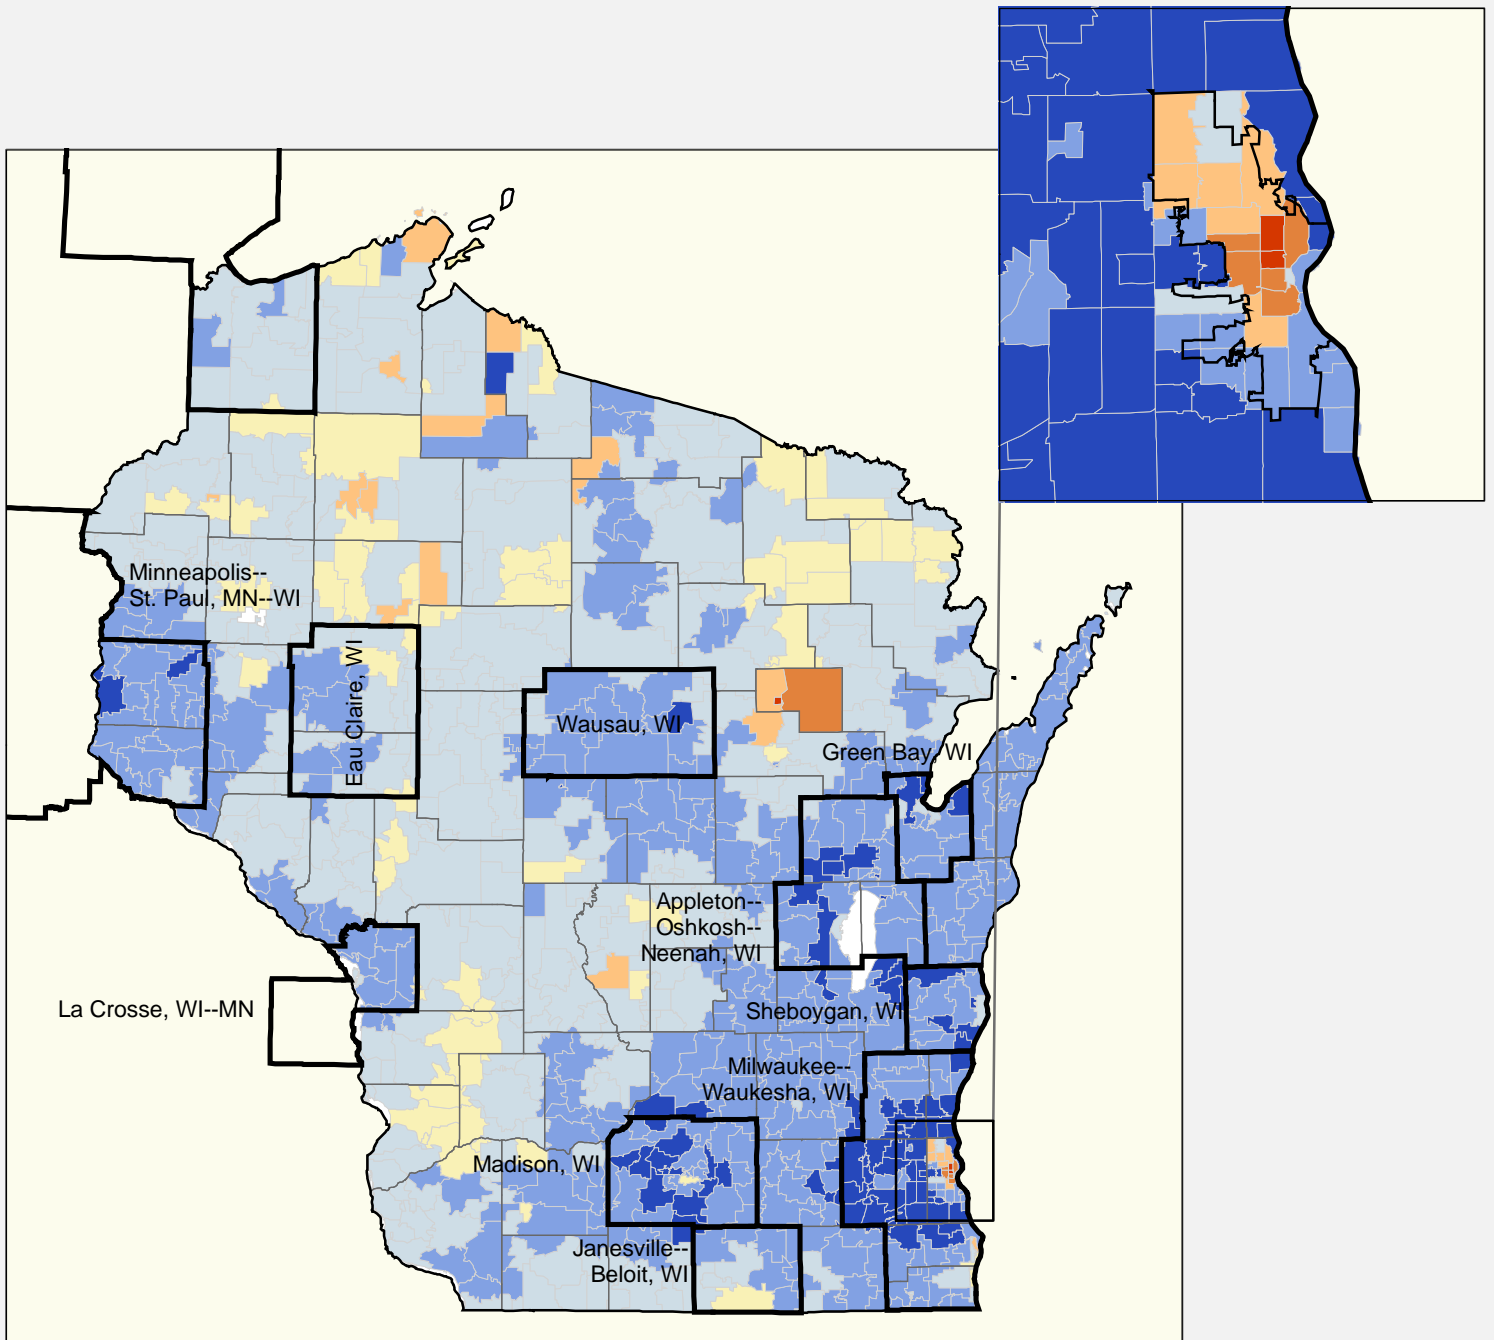 Minneapolis--
St. Paul, MN--WI
Eau Claire, WI
Wausau, WI
Green Bay, WI
Appleton--
Oshkosh--
Neenah, WI
La Crosse, WI--MN
Sheboygan, WI
Milwaukee--
Waukesha, WI
Madison, WI
Janesville--
Beloit, WI